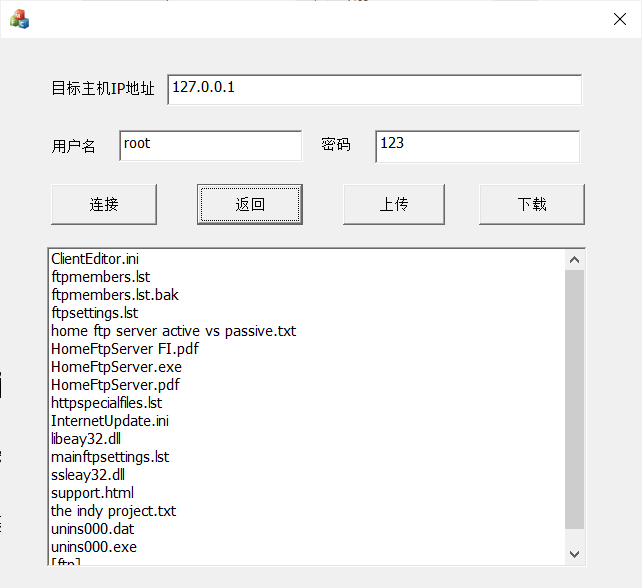 目标主机IP地址 127.0.0.1
用户名 root 密码 123
连接 返回 上传 下载
ClientEditor.ini
ftpmembers.lst
ftpmembers.lst.bak
ftpsettings.lst
home ftp server active vs passive.txt
HomeFtpServer FI.pdf
HomeFtpServer.exe
HomeFtpServer.pdf
httpspecialfiles.lst
InternetUpdate.ini
libeay32.dll
mainftpsettings.lst
ssleay32.dll
support.html
the indy project.txt
unins000.dat
unins000.exe
[ftp]